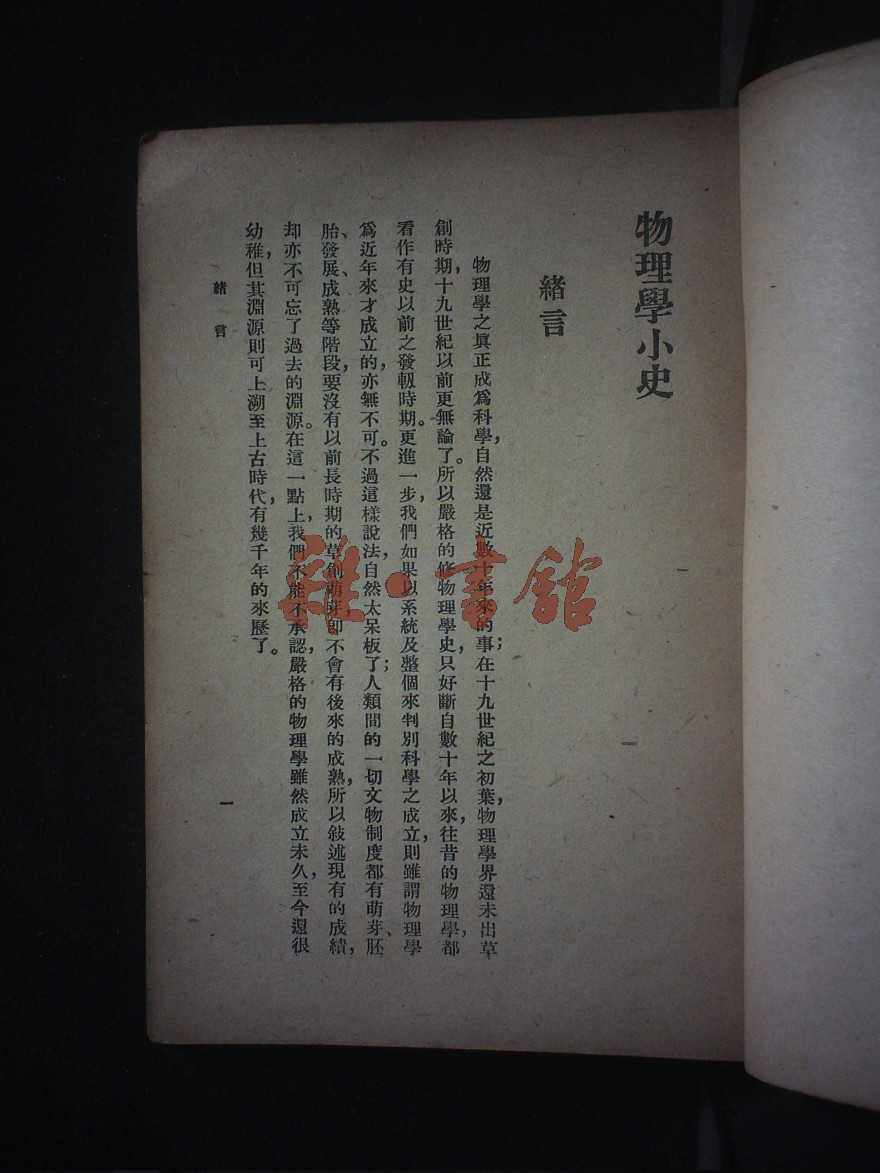 物理學小史
緒言
物理學之眞正成爲科學，自然還是近數十年來的事；在十九世紀之初葉，物理學界還未出草
創時期，十九世紀以前更無論了。所以嚴格的修物理學史，只好斷自數十年以來，往昔的物理學，都
看作有史以前之發軔時期。更進一步，我們如果以系統及整個來判別科學之成立，則雖謂物理學
爲近年來才成立的，亦無不可。不過這樣說法，自然太呆板了；人類間的一切文物制度都有萌芽、胚
胎、發展、成熟等階段，要沒有以前長時期的草創萌芽，卽不會有後來的成熟，所以敍述現有的成績，
却亦不可忘了過去的淵源。在這一點上，我們不能不承認，嚴格的物理學雖然成立未久，至今還很
幼稚，但其淵源則可上溯至上古時代，有幾千年的來歷了。
緒言
一
雜·書館